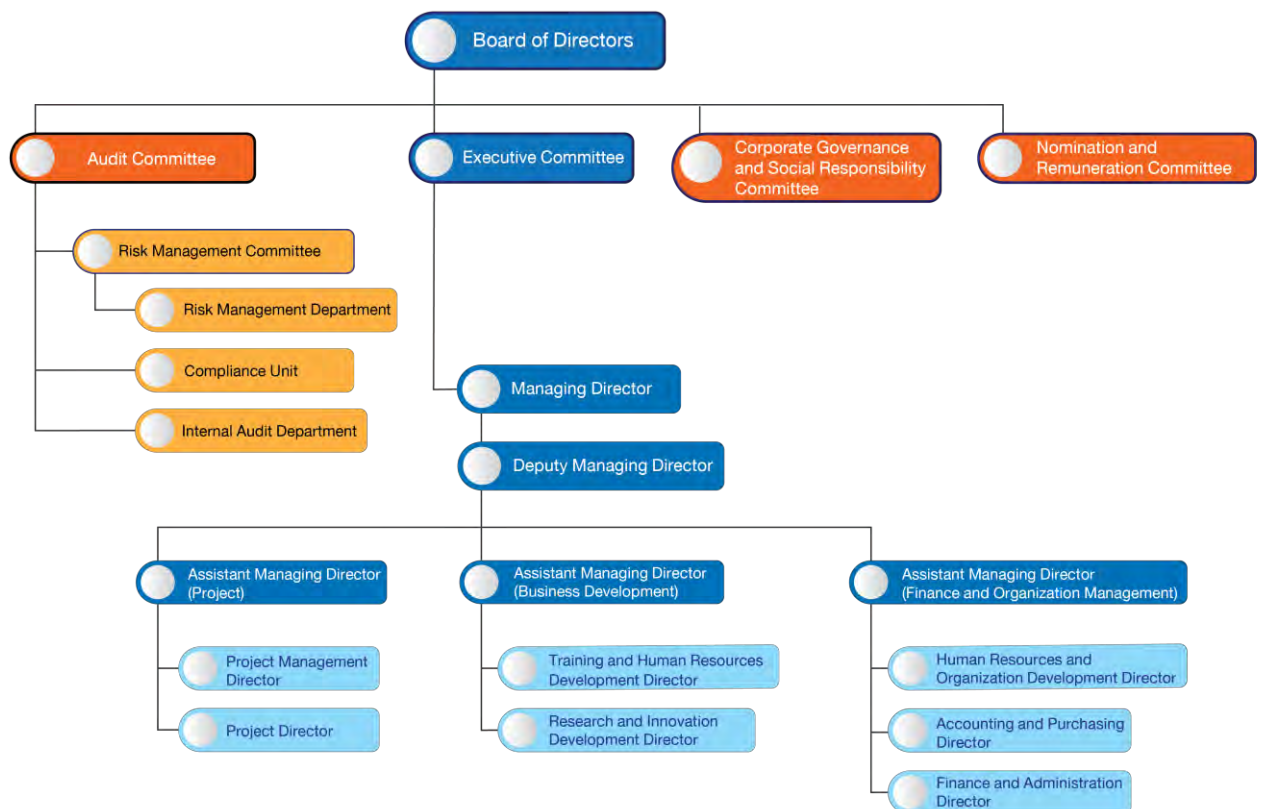 Board of Directors
Audit Committee
Executive Committee
Corporate Governance
and Social Responsibility
Committee
Nomination and
Remuneration Committee
Risk Management Committee
Risk Management Department
Compliance Unit
Internal Audit Department
Managing Director
Deputy Managing Director
Assistant Managing Director
(Project)
Assistant Managing Director
(Business Development)
Assistant Managing Director
(Finance and Organization Management)
Project Management
Director
Project Director
Training and Human Resources
Development Director
Research and Innovation
Development Director
Human Resources and
Organization Development Director
Accounting and Purchasing
Director
Finance and Administration
Director